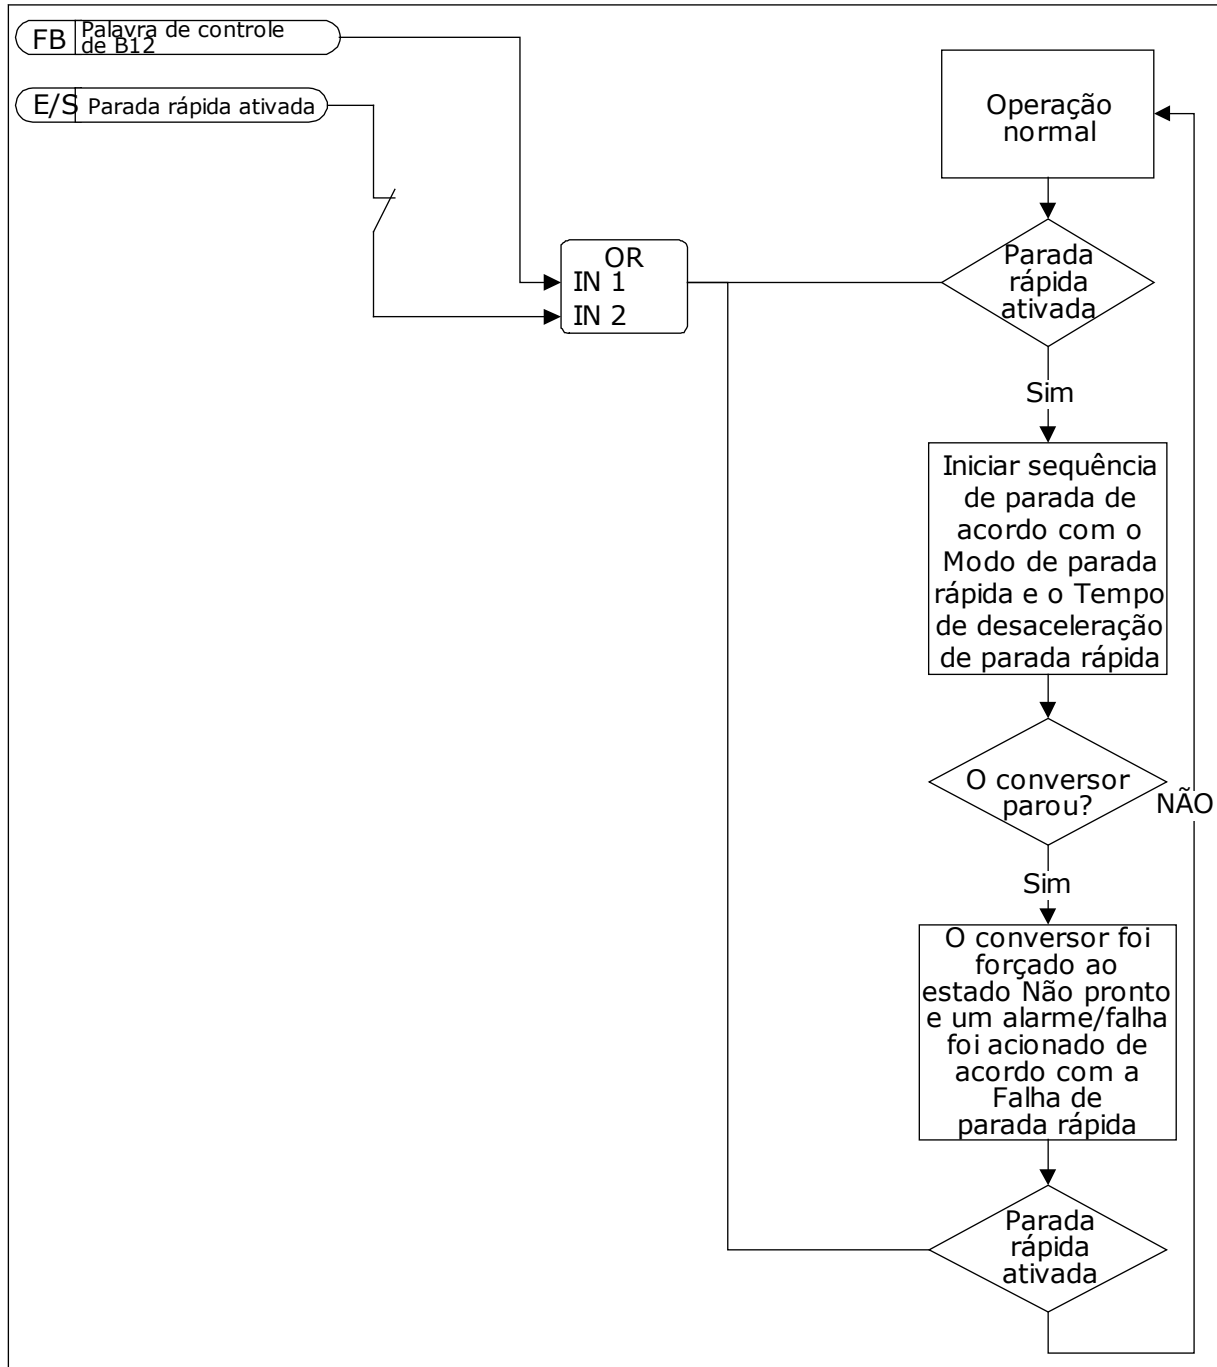 FB Palavra de controle
de B12
E/S Parada rápida ativada
Operação
normal
Parada
rápida
ativada
OR
IN 1
IN 2
Sim
Iniciar sequência
de parada de
acordo com o
Modo de parada
rápida e o Tempo
de desaceleração
de parada rápida
O conversor
parou?
NÃO
Sim
O conversor foi
forçado ao
estado Não pronto
e um alarme/falha
foi acionado de
acordo com a
Falha de
parada rápida
Parada
rápida
ativada